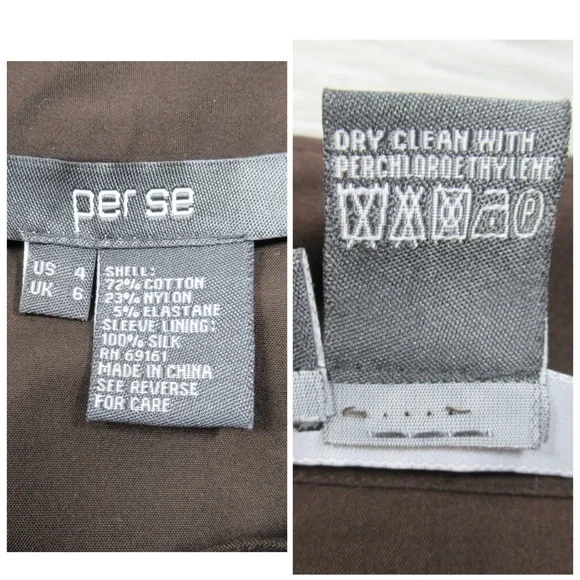 per se
US 4
UK 6
SHELL:
72% COTTON
23% NYLON
5% ELASTANE
SLEEVE LINING:
100% SILK
RN 69161
MADE IN CHINA
SEE REVERSE
FOR CARE
DRY CLEAN WITH
PERCHLOROETHYLENE
P